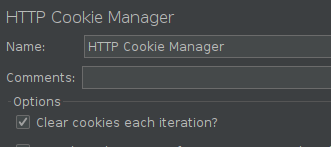 HTTP Cookie Manager
Name: HTTP Cookie Manager
Comments:
Options
Clear cookies each iteration?